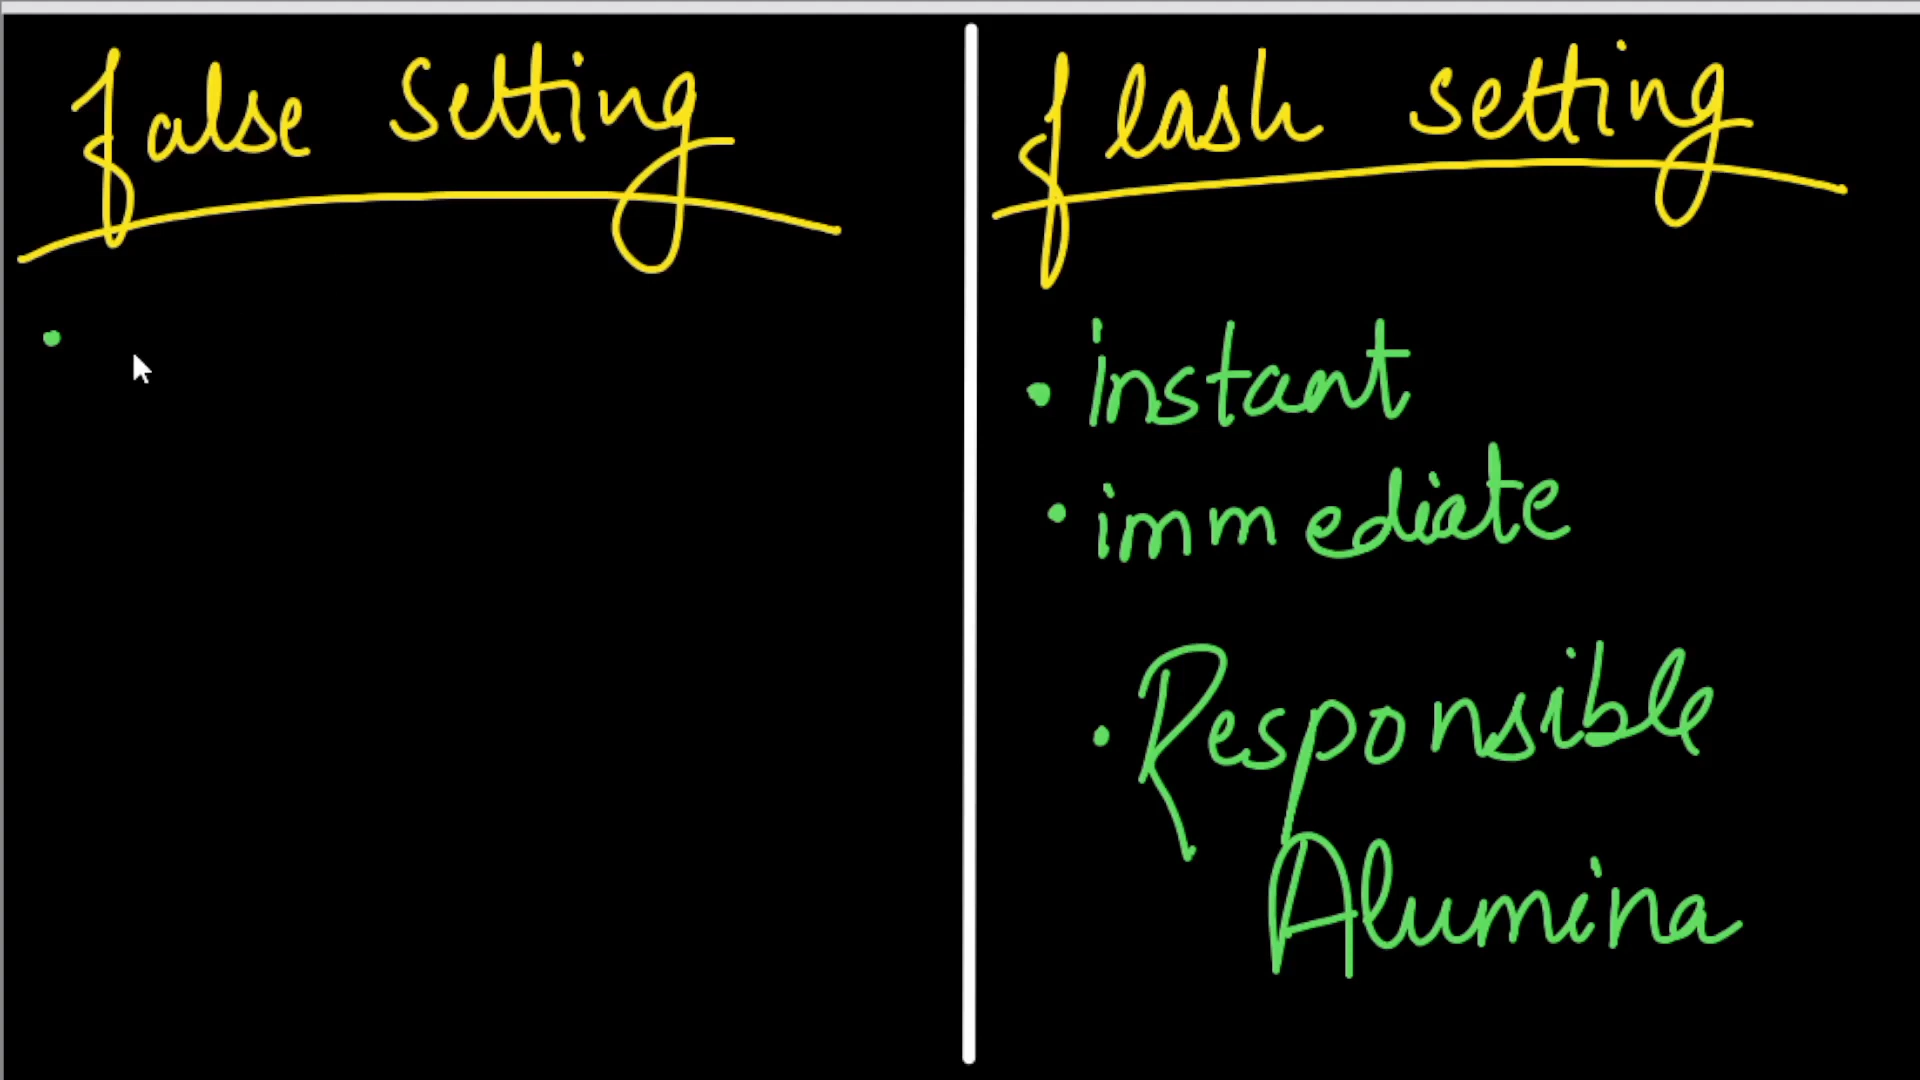 false setting
•
flash setting
• instant
• immediate
• Responsible
Alumina